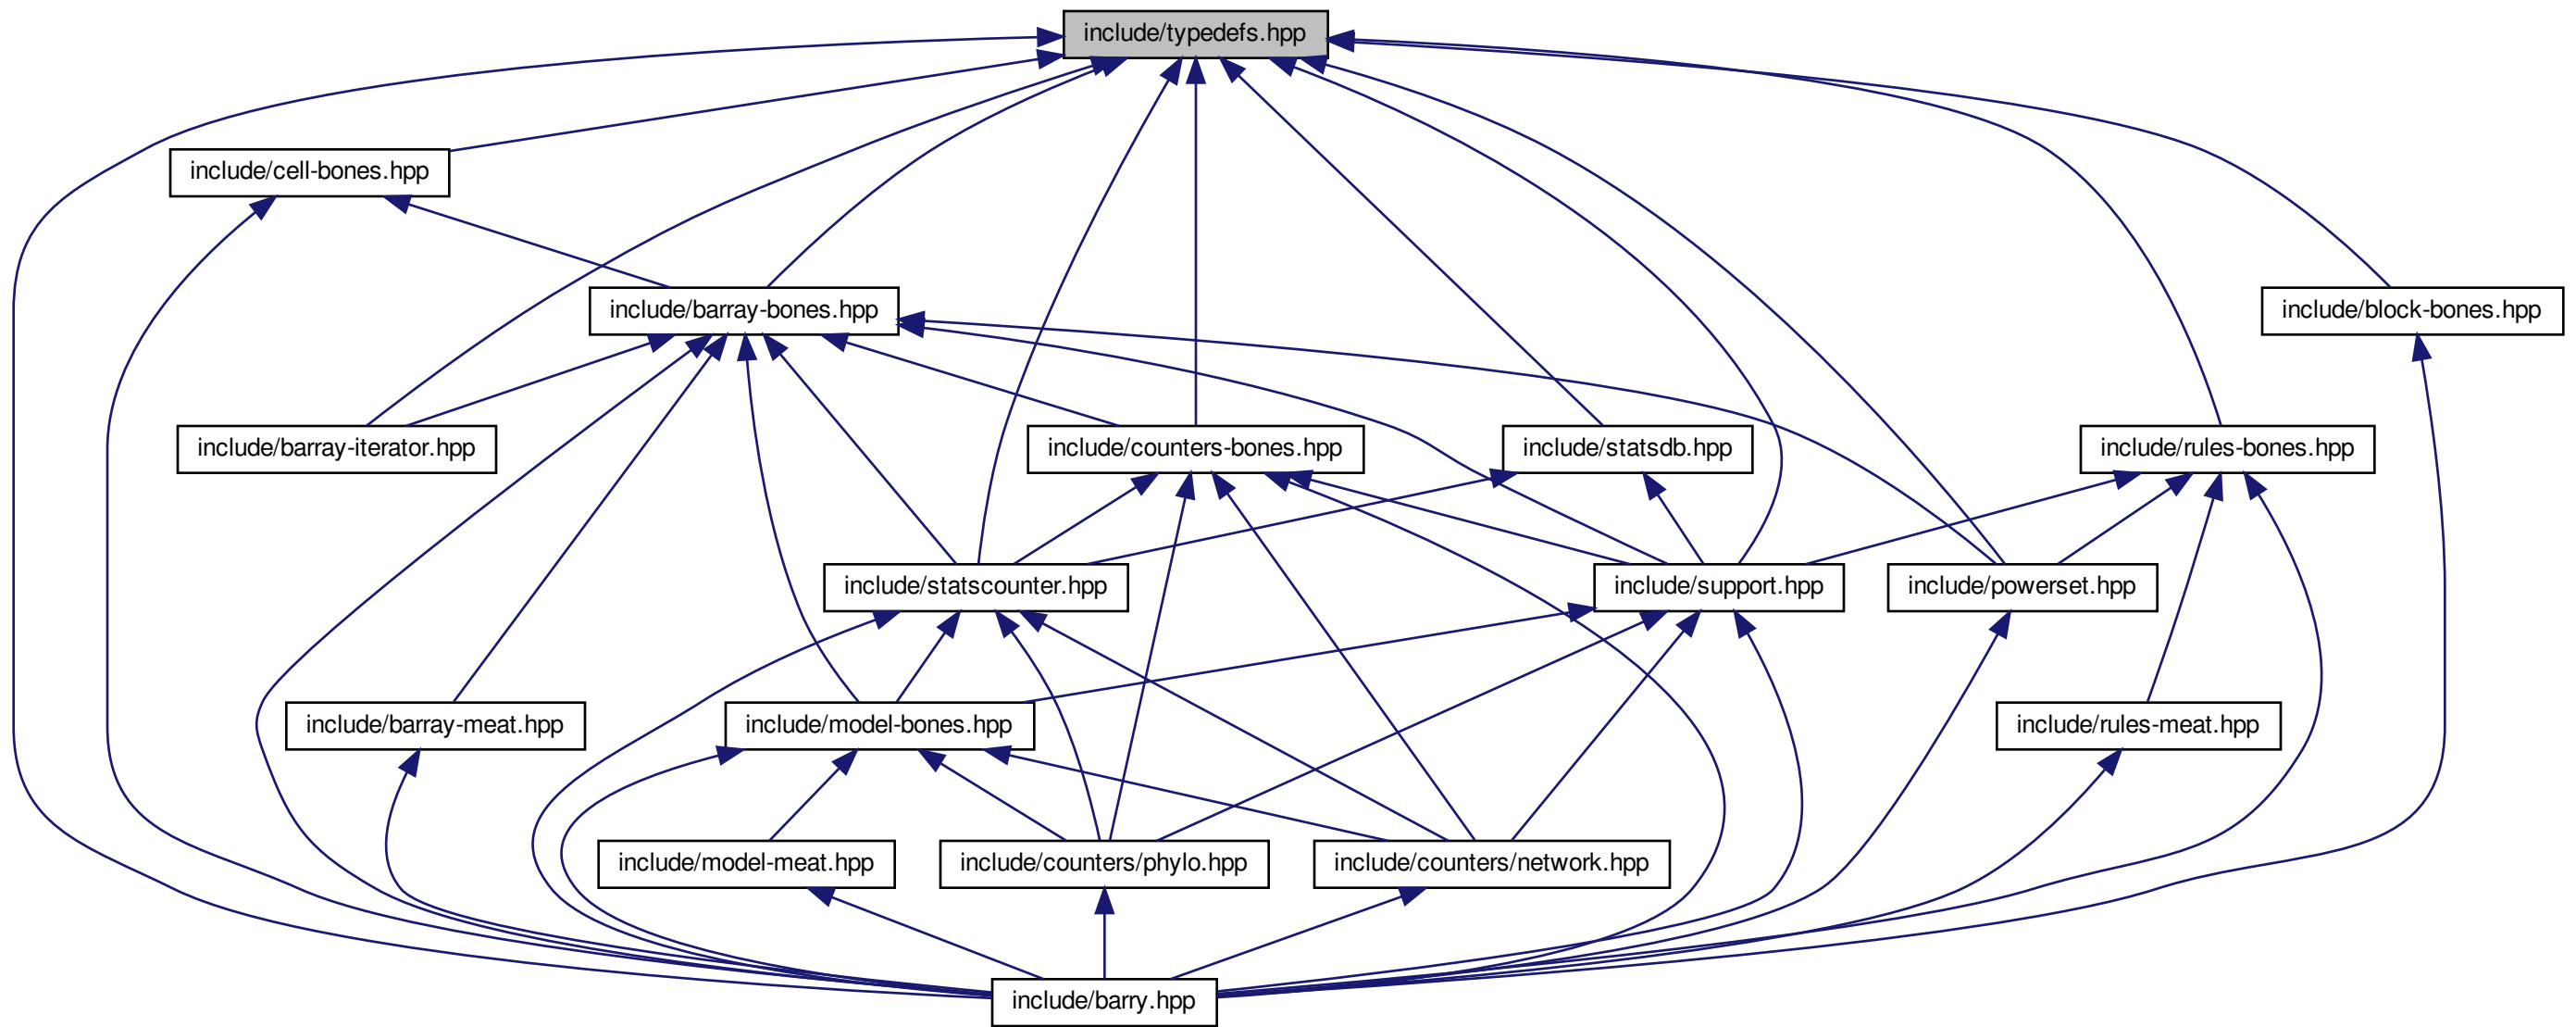 include/typedefs.hpp
include/cell-bones.hpp
include/barray-bones.hpp
include/block-bones.hpp
include/barray-iterator.hpp
include/counters-bones.hpp
include/statsdb.hpp
include/rules-bones.hpp
include/statscounter.hpp
include/support.hpp
include/powerset.hpp
include/barray-meat.hpp
include/model-bones.hpp
include/rules-meat.hpp
include/model-meat.hpp
include/counters/phylo.hpp
include/counters/network.hpp
include/barry.hpp